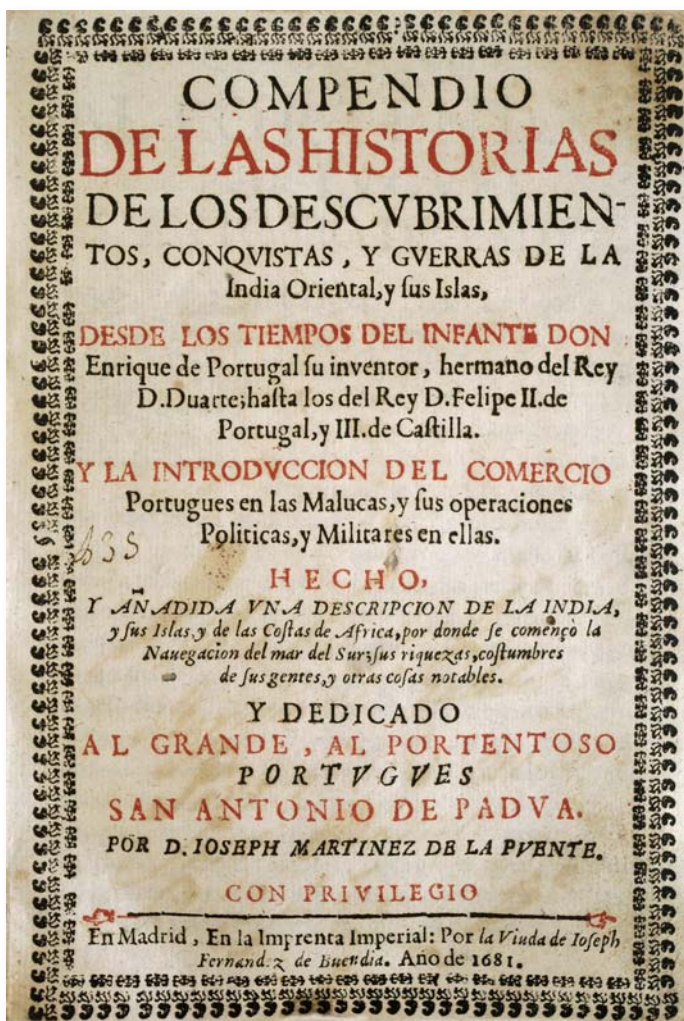 COMPENDIO
DE LAS HISTORIAS
DE LOS DESCVBRIMIEN-
TOS, CONQVISTAS, Y GVERRAS DE LA
India Oriental, y ſus Islas,
DESDE LOS TIEMPOS DEL INFANTE DON
Enrique de Portugal ſu inventor, hermano del Rey
D. Duarte; haſta los del Rey D. Felipe II. de
Portugal, y III. de Caſtilla.
Y LA INTRODVCCION DEL COMERCIO
Portugues en las Malucas, y ſus operaciones
Politicas, y Militares en ellas.
HECHO,
Y AÑADIDA VNA DESCRIPCION DE LA INDIA,
y ſus Islas, y de las Coſtas de Africa, por donde ſe començò la
Nauegacion del mar del Sur; ſus riquezas, coſtumbres
de ſus gentes, y otras coſas notables.
Y DEDICADO
AL GRANDE, AL PORTENTOSO
PORTVGVES
SAN ANTONIO DE PADVA.
POR D. IOSEPH MARTINEZ DE LA PVENTE.
CON PRIVILEGIO
En Madrid, En la Imprenta Imperial: Por la Viuda de Ioſeph
Fernandez de Buendia. Año de 1681.